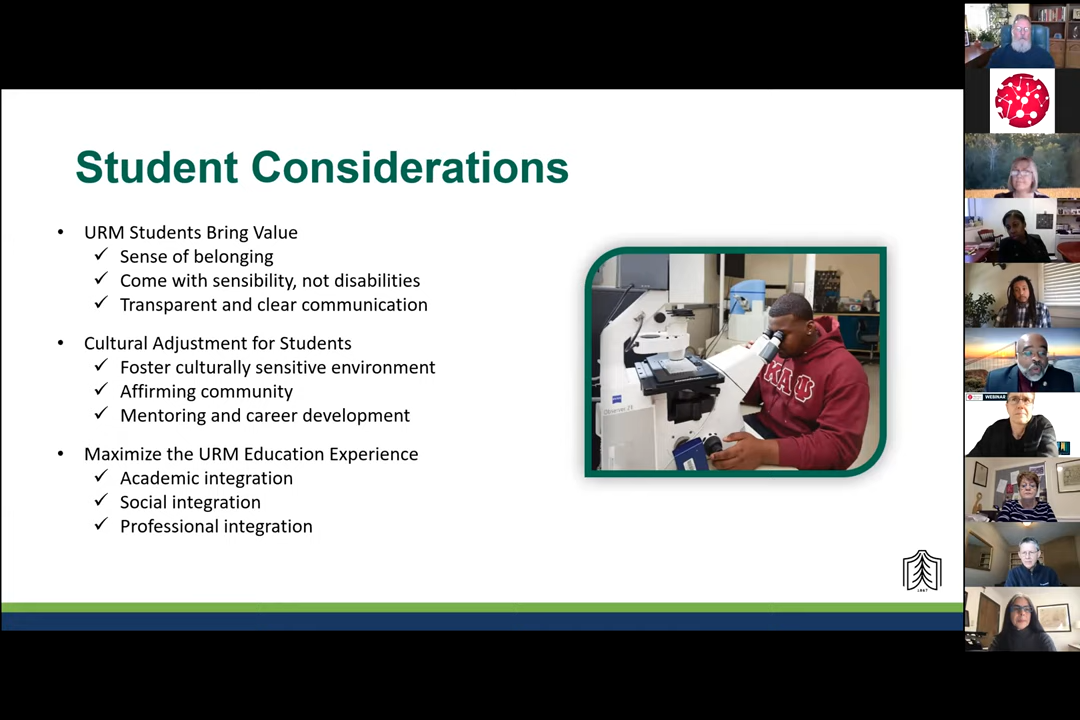 Student Considerations
• URM Students Bring Value
✓ Sense of belonging
✓ Come with sensibility, not disabilities
✓ Transparent and clear communication
• Cultural Adjustment for Students
✓ Foster culturally sensitive environment
✓ Affirming community
✓ Mentoring and career development
• Maximize the URM Education Experience
✓ Academic integration
✓ Social integration
✓ Professional integration
ΚΑΨ
ZEISS
WEBINAR